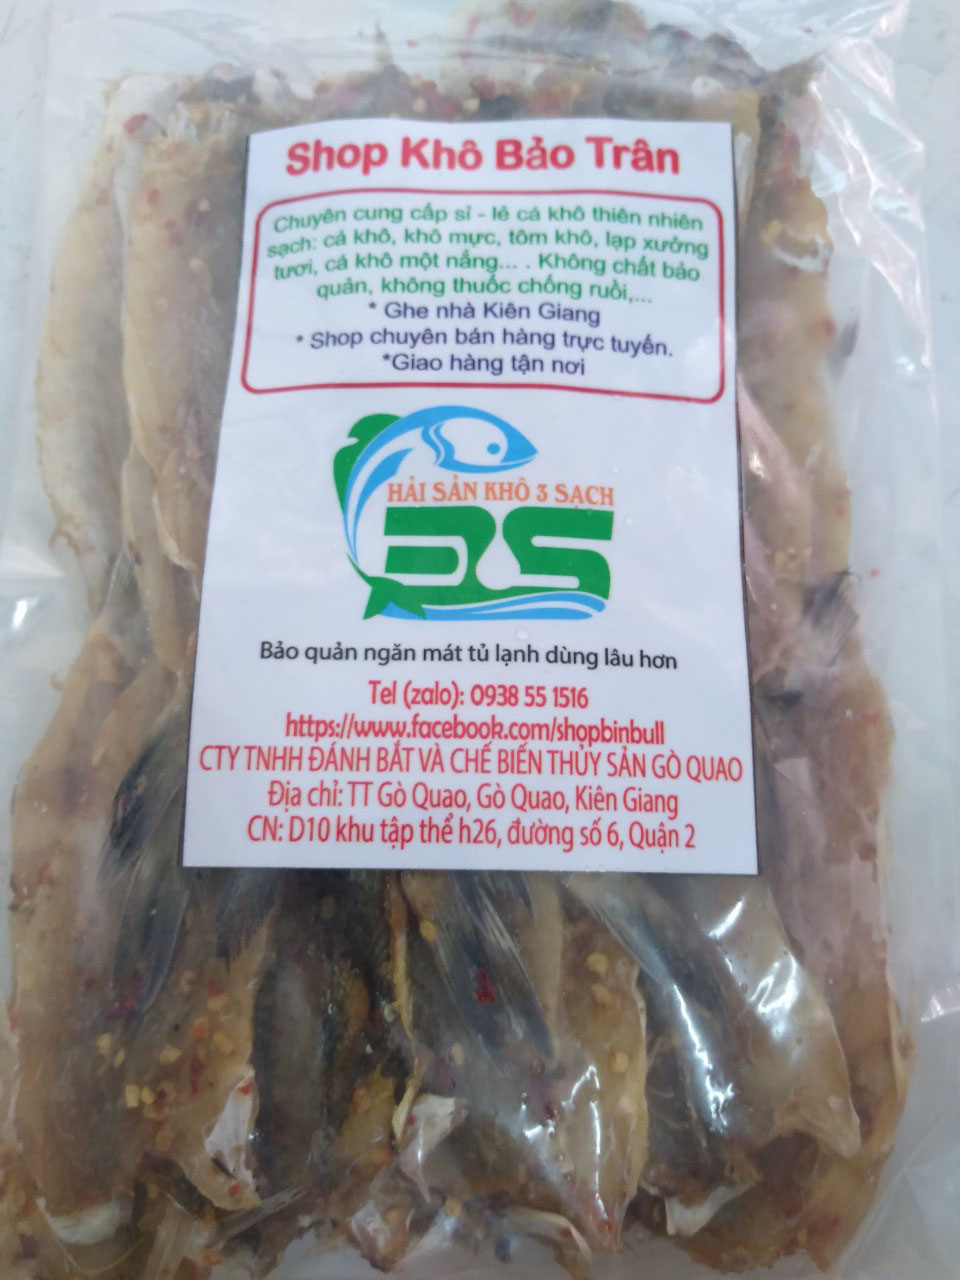 Shop Khô Bảo Trân
Chuyên cung cấp sỉ - lẻ cá khô thiên nhiên
sạch: cá khô, khô mực, tôm khô, lạp xưởng
tươi, cá khô một nắng... . Không chất bảo
quản, không thuốc chống ruồi,...
* Ghe nhà Kiên Giang
* Shop chuyên bán hàng trực tuyến.
*Giao hàng tận nơi
HẢI SẢN KHÔ 3 SẠCH
3S
Bảo quản ngăn mát tủ lạnh dùng lâu hơn
Tel (zalo): 0938 55 1516
https://www.facebook.com/shopbinbull
CTY TNHH ĐÁNH BẮT VÀ CHẾ BIẾN THỦY SẢN GÒ QUAO
Địa chỉ: TT Gò Quao, Gò Quao, Kiên Giang
CN: D10 khu tập thể h26, đường số 6, Quận 2